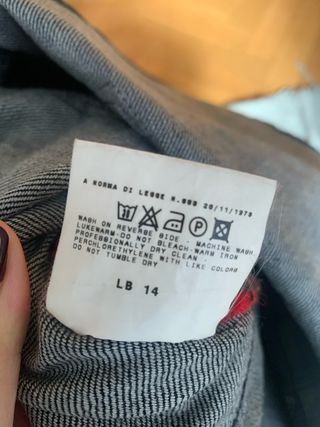 A NORMA DI LEGGE N.883 26/11/1973
P
WASH ON REVERSE SIDE - MACHINE WASH
LUKEWARM-DO NOT BLEACH-WARM IRON
PROFESSIONALLY DRY CLEAN -
PERCHLORETHYLENE WITH LIKE COLORS
DO NOT TUMBLE DRY
LB 14